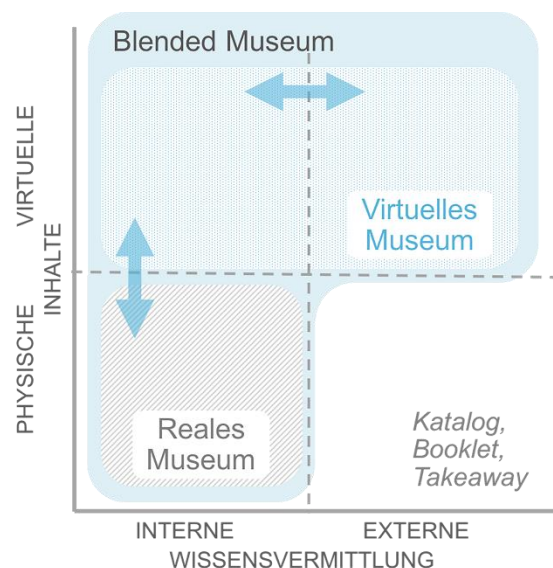 Blended Museum
Virtuelles
Museum
Reales
Museum
Katalog,
Booklet,
Takeaway
PHYSISCHE VIRTUELLE
INHALTE
INTERNE EXTERNE
WISSENSVERMITTLUNG